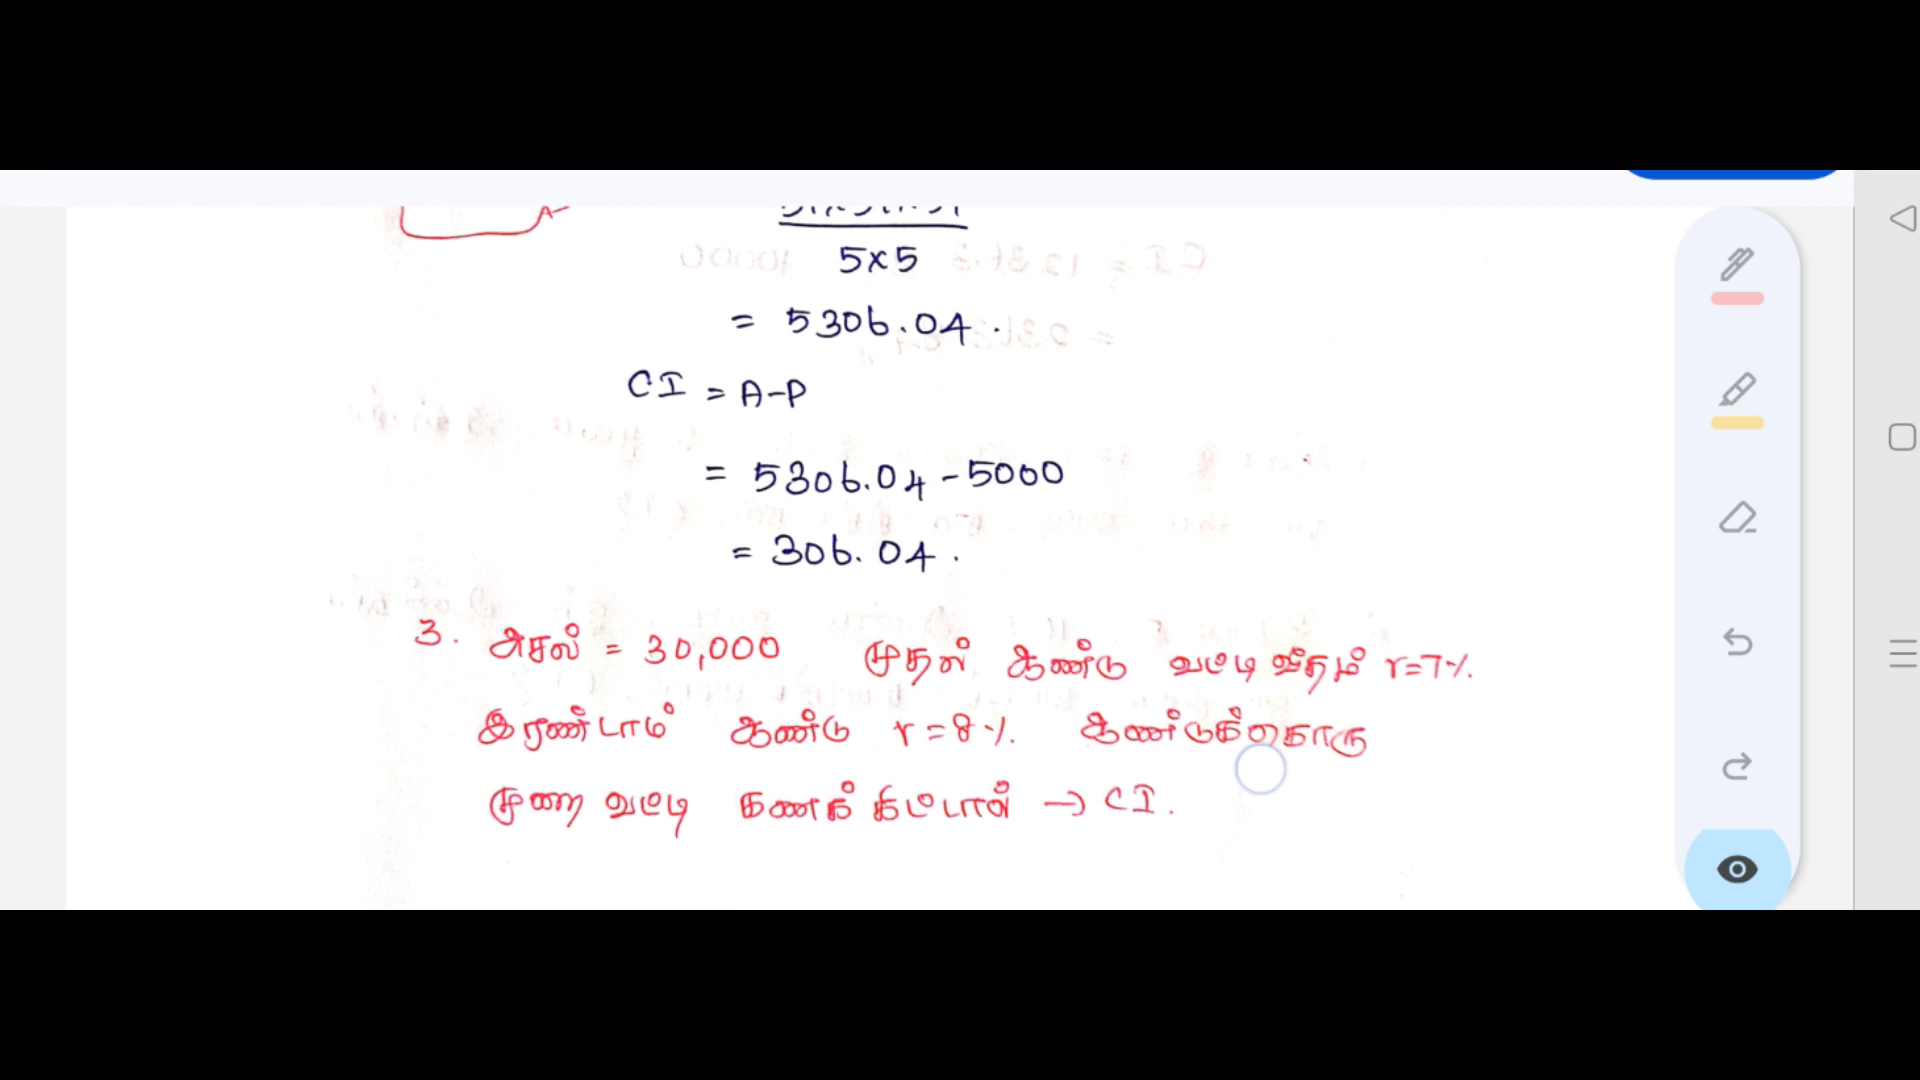 A-
5x5
= 5306.04.
CI = A-P
= 5306.04-5000
= 306.04.
3. அசல் = 30,000 முதல் ஆண்டு வட்டி வீதம் r=7%.
இரண்டாம் ஆண்டு r=8%. ஆண்டுக்கொரு
முறை வட்டி கணக்கிட்டால் → CI.